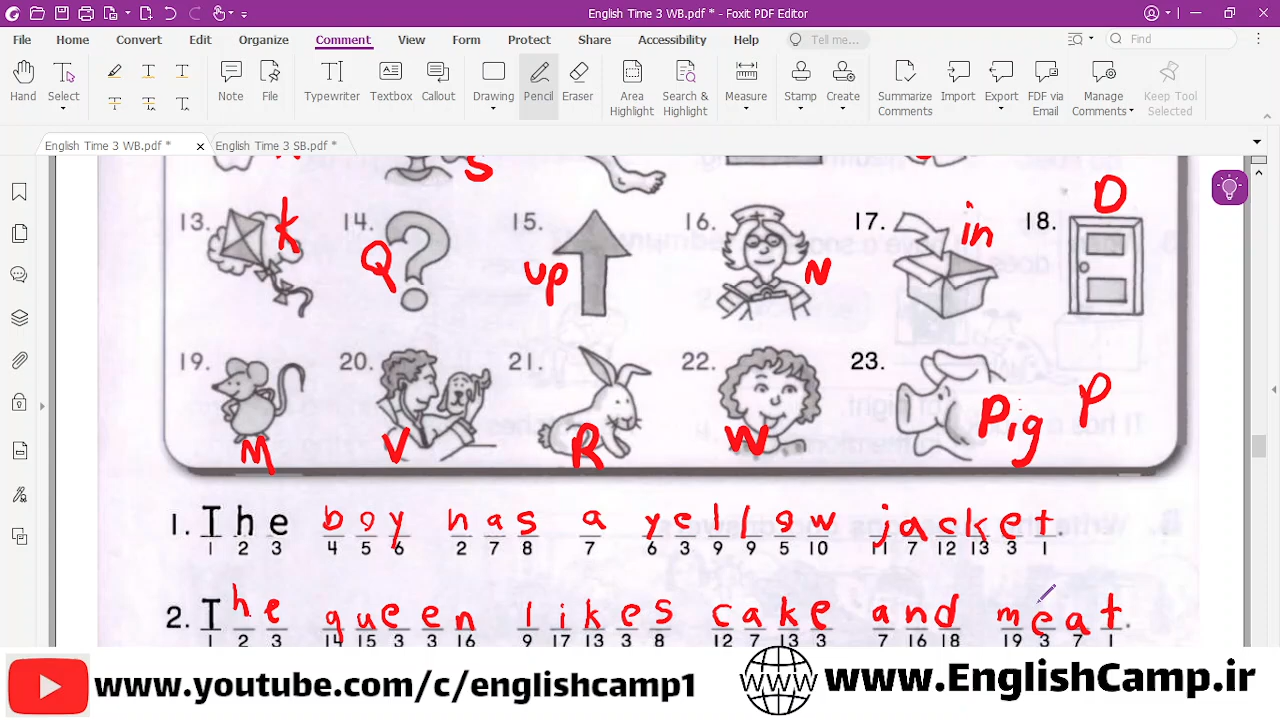 English Time 3 WB.pdf * - Foxit PDF Editor
File Home Convert Edit Organize Comment View Form Protect Share Accessibility Help Tell me... Find
Hand Select Note File Typewriter Textbox Callout Drawing Pencil Eraser Area Highlight Search & Highlight Measure Stamp Create Summarize Comments Import Export PDF via Email Manage Comments Keep Tool Selected
English Time 3 WB.pdf * English Time 3 SB.pdf *
S
13. k 14. Q 15. up 16. N 17. in 18. D
19. M 20. V 21. R 22. W 23. Pig P
1. The boy has a yellow jacket.
1 2 3 4 5 6 2 7 8 7 6 3 9 9 5 10 11 7 12 13 3 1
2. The queen likes cake and meat.
2 3 14 15 3 3 16 9 17 13 3 8 12 7 13 3 7 16 18 19 3 7 1
www.youtube.com/c/englishcamp1 WWW www.EnglishCamp.ir